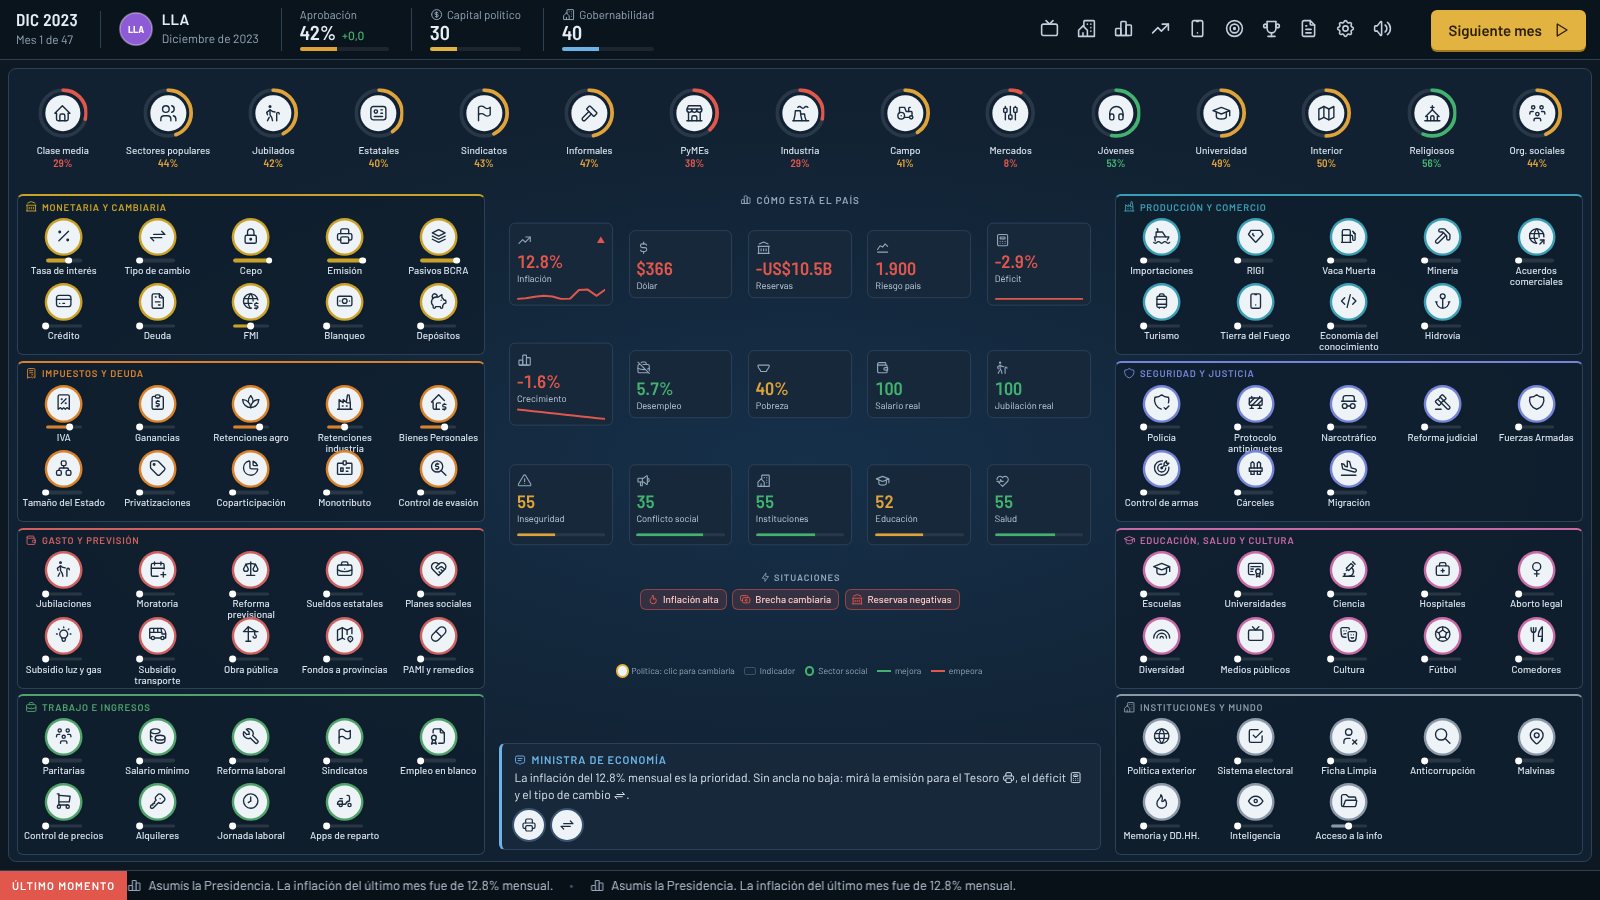 DIC 2023
Mes 1 de 47
LLA
LLA
Diciembre de 2023
Aprobación
42% +0,0
Capital político
30
Gobernabilidad
40
Siguiente mes
Clase media
29%
Sectores populares
44%
Jubilados
42%
Estatales
40%
Sindicatos
43%
Informales
47%
PyMEs
38%
Industria
29%
Campo
41%
Mercados
8%
Jóvenes
53%
Universidad
49%
Interior
50%
Religiosos
56%
Org. sociales
44%
MONETARIA Y CAMBIARIA
Tasa de interés
Tipo de cambio
Cepo
Emisión
Pasivos BCRA
Crédito
Deuda
FMI
Blanqueo
Depósitos
IMPUESTOS Y DEUDA
IVA
Ganancias
Retenciones agro
Retenciones
industria
Bienes Personales
Tamaño del Estado
Privatizaciones
Coparticipación
Monotributo
Control de evasión
GASTO Y PREVISIÓN
Jubilaciones
Moratoria
Reforma
previsional
Sueldos estatales
Planes sociales
Subsidio luz y gas
Subsidio
transporte
Obra pública
Fondos a provincias
PAMI y remedios
TRABAJO E INGRESOS
Paritarias
Salario mínimo
Reforma laboral
Sindicatos
Empleo en blanco
Control de precios
Alquileres
Jornada laboral
Apps de reparto
CÓMO ESTÁ EL PAÍS
12.8%
Inflación
$366
Dólar
-US$10.5B
Reservas
1.900
Riesgo país
-2.9%
Déficit
-1.6%
Crecimiento
5.7%
Desempleo
40%
Pobreza
100
Salario real
100
Jubilación real
55
Inseguridad
35
Conflicto social
55
Instituciones
52
Educación
55
Salud
SITUACIONES
Inflación alta
Brecha cambiaria
Reservas negativas
Política: clic para cambiarla
Indicador
Sector social
mejora
empeora
MINISTRA DE ECONOMÍA
La inflación del 12.8% mensual es la prioridad. Sin ancla no baja: mirá la emisión para el Tesoro , el déficit
y el tipo de cambio .
PRODUCCIÓN Y COMERCIO
Importaciones
RIGI
Vaca Muerta
Minería
Acuerdos
comerciales
Turismo
Tierra del Fuego
Economía del
conocimiento
Hidrovía
SEGURIDAD Y JUSTICIA
Policía
Protocolo
antipiquetes
Narcotráfico
Reforma judicial
Fuerzas Armadas
Control de armas
Cárceles
Migración
EDUCACIÓN, SALUD Y CULTURA
Escuelas
Universidades
Ciencia
Hospitales
Aborto legal
Diversidad
Medios públicos
Cultura
Fútbol
Comedores
INSTITUCIONES Y MUNDO
Política exterior
Sistema electoral
Ficha Limpia
Anticorrupción
Malvinas
Memoria y DD.HH.
Inteligencia
Acceso a la info
ÚLTIMO MOMENTO
Asumís la Presidencia. La inflación del último mes fue de 12.8% mensual.
Asumís la Presidencia. La inflación del último mes fue de 12.8% mensual.